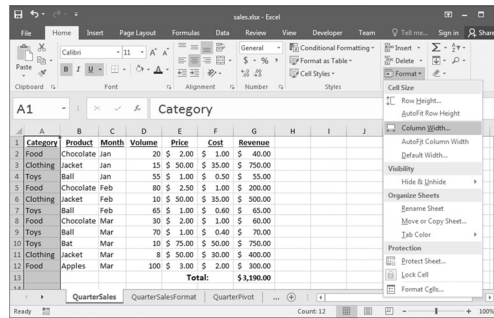 sales.xlsx - Excel
File Home Insert Page Layout Formulas Data Review View Developer Team Tell me... Sign in Share
Paste
Calibri 11 A A
B I U
General
$ % ,
Conditional Formatting
Format as Table
Cell Styles
Insert
Delete
Format
Clipboard Font Alignment Number Styles
A1 Category
A B C D E F G H I J
1 Category Product Month Volume Price Cost Revenue
2 Food Chocolate Jan 20 $ 2.00 $ 1.00 $ 40.00
3 Clothing Jacket Jan 15 $ 50.00 $ 35.00 $ 750.00
4 Toys Ball Jan 55 $ 1.00 $ 0.50 $ 55.00
5 Food Chocolate Feb 80 $ 2.50 $ 1.00 $ 200.00
6 Clothing Jacket Feb 10 $ 50.00 $ 35.00 $ 500.00
7 Toys Ball Feb 65 $ 1.00 $ 0.60 $ 65.00
8 Food Chocolate Mar 30 $ 2.00 $ 1.00 $ 60.00
9 Toys Ball Mar 70 $ 1.00 $ 0.40 $ 70.00
10 Toys Bat Mar 10 $ 75.00 $ 50.00 $ 750.00
11 Clothing Jacket Mar 8 $ 50.00 $ 30.00 $ 400.00
12 Food Apples Mar 100 $ 3.00 $ 2.00 $ 300.00
13 Total: $ 3,190.00
14
Cell Size
Row Height...
AutoFit Row Height
Column Width...
AutoFit Column Width
Default Width...
Visibility
Hide & Unhide
Organize Sheets
Rename Sheet
Move or Copy Sheet...
Tab Color
Protection
Protect Sheet...
Lock Cell
Format Cells...
QuarterSales QuarterSalesFormat QuarterPivot ...
Ready Count: 12 100%